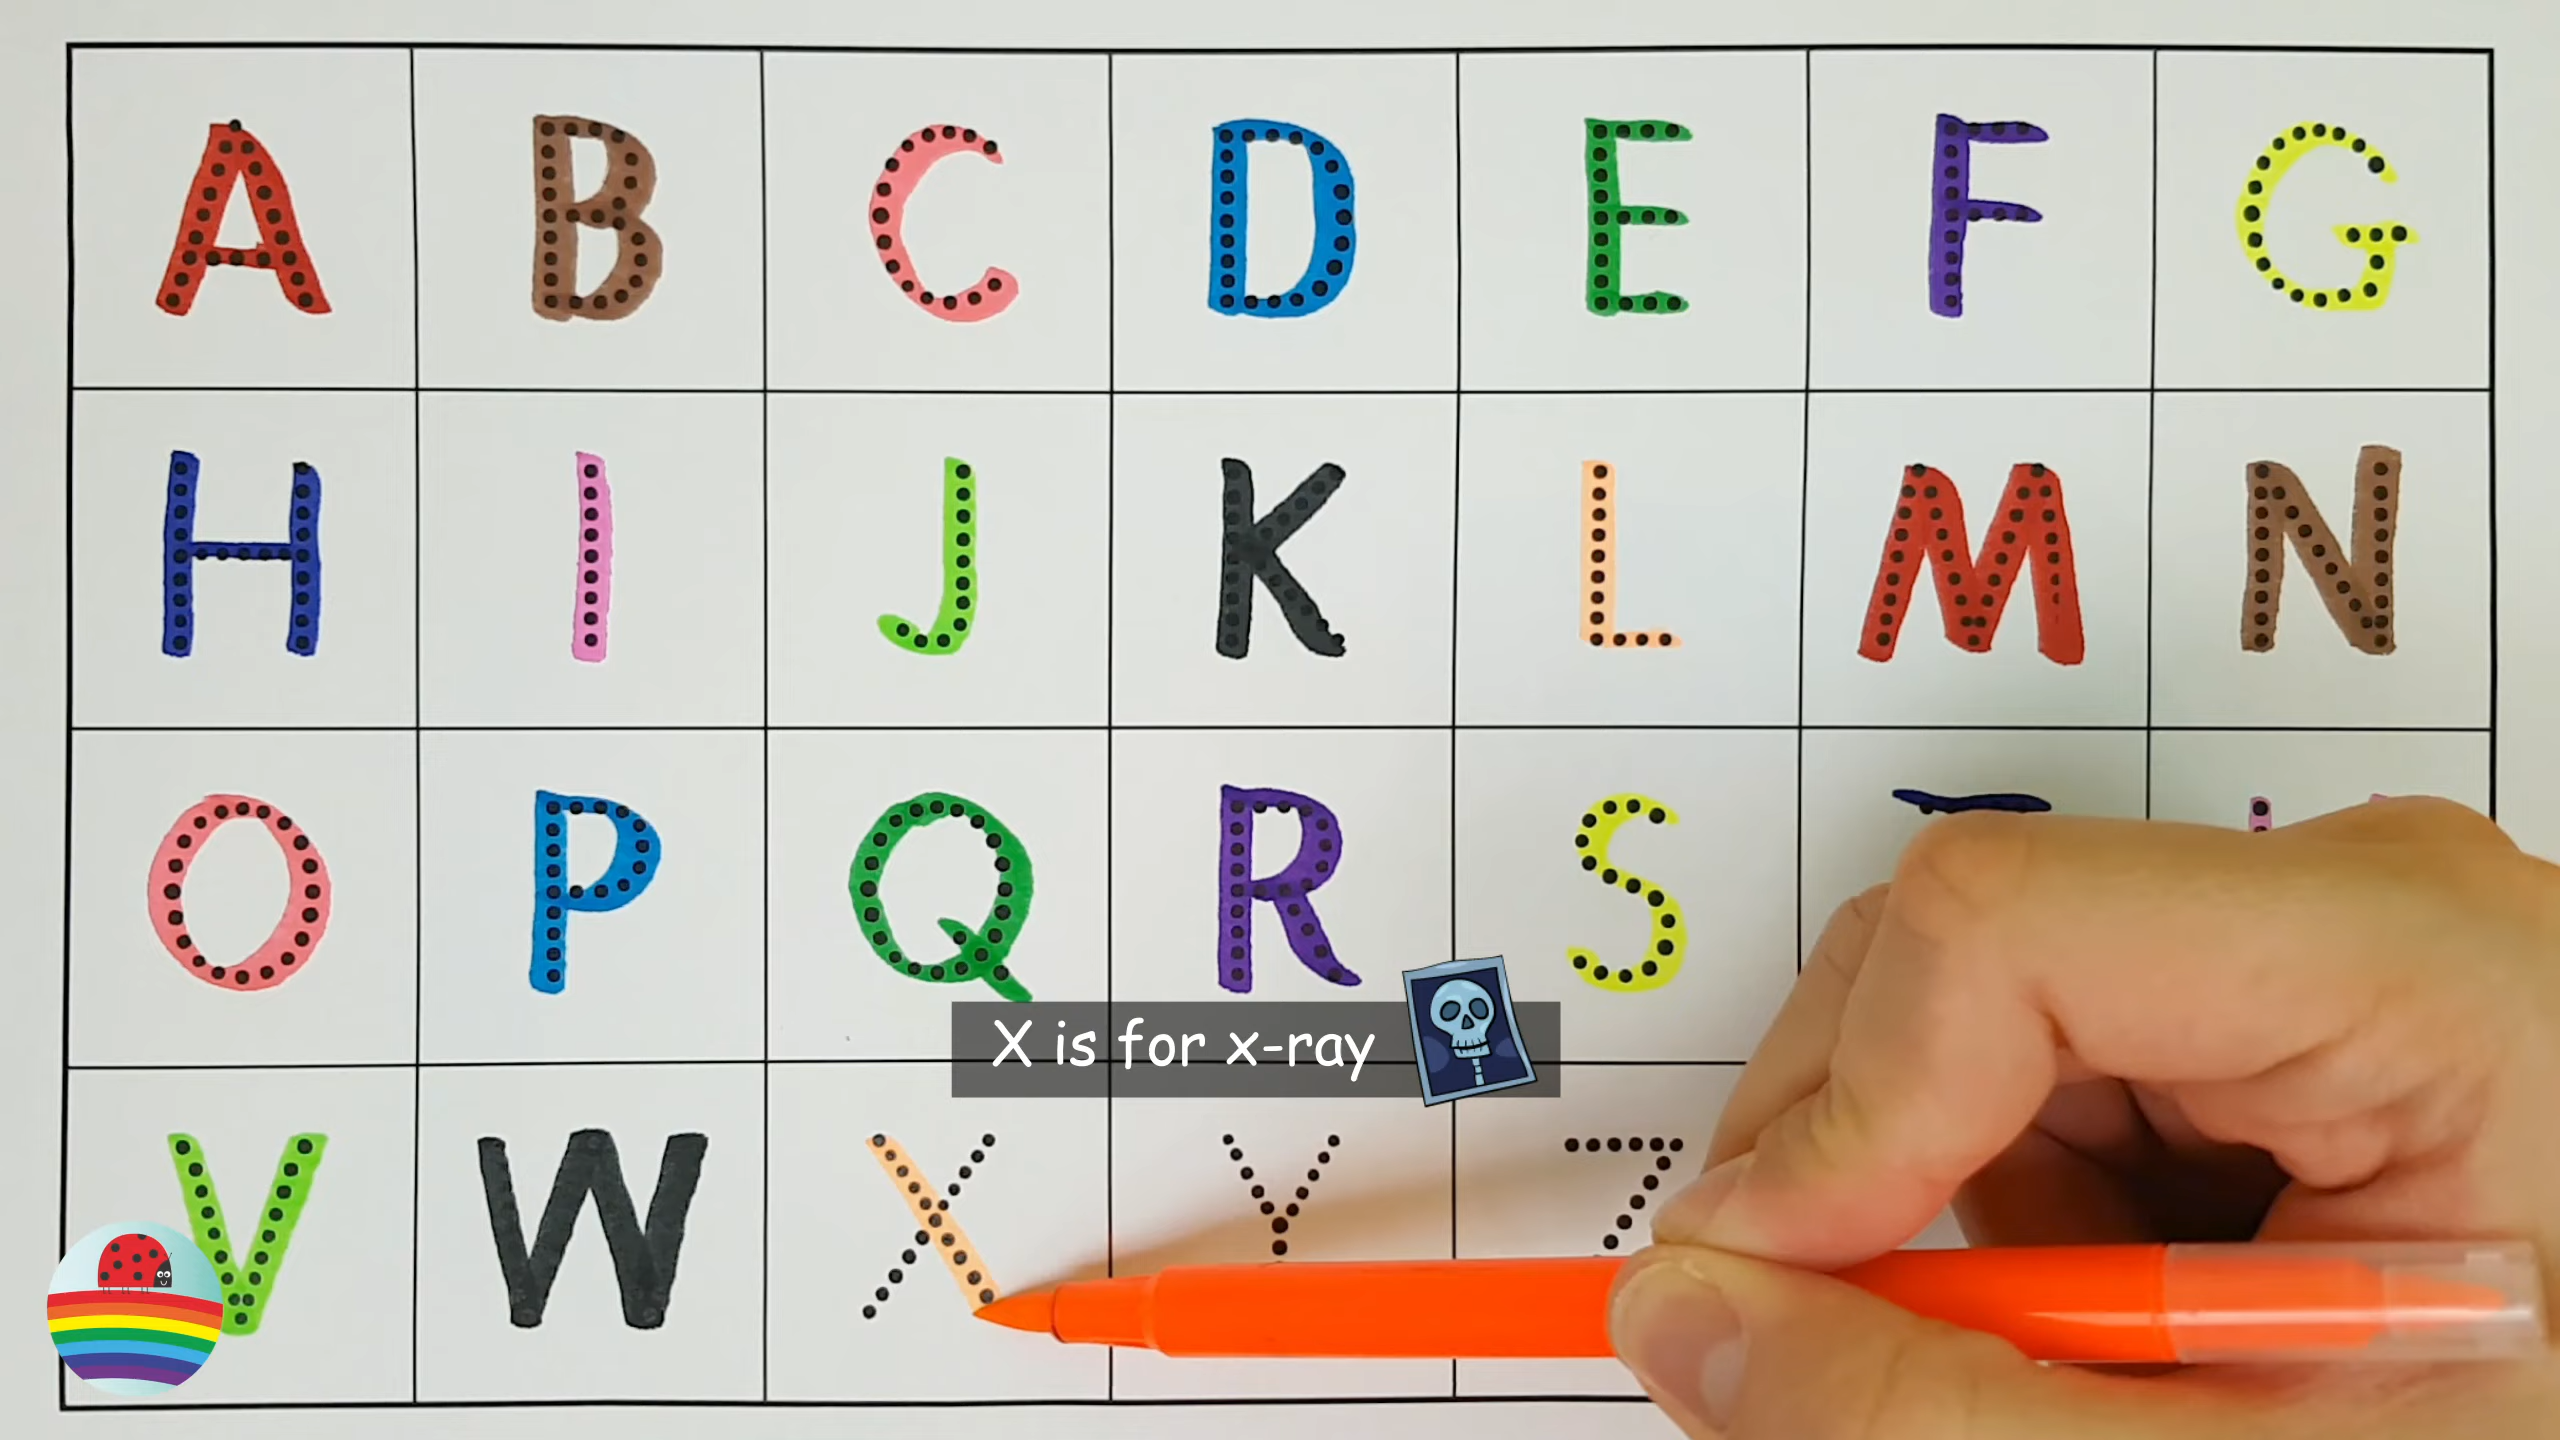 A B C D E F G
H I J K L M N
O P Q R S
X is for x-ray
V W X Y Z